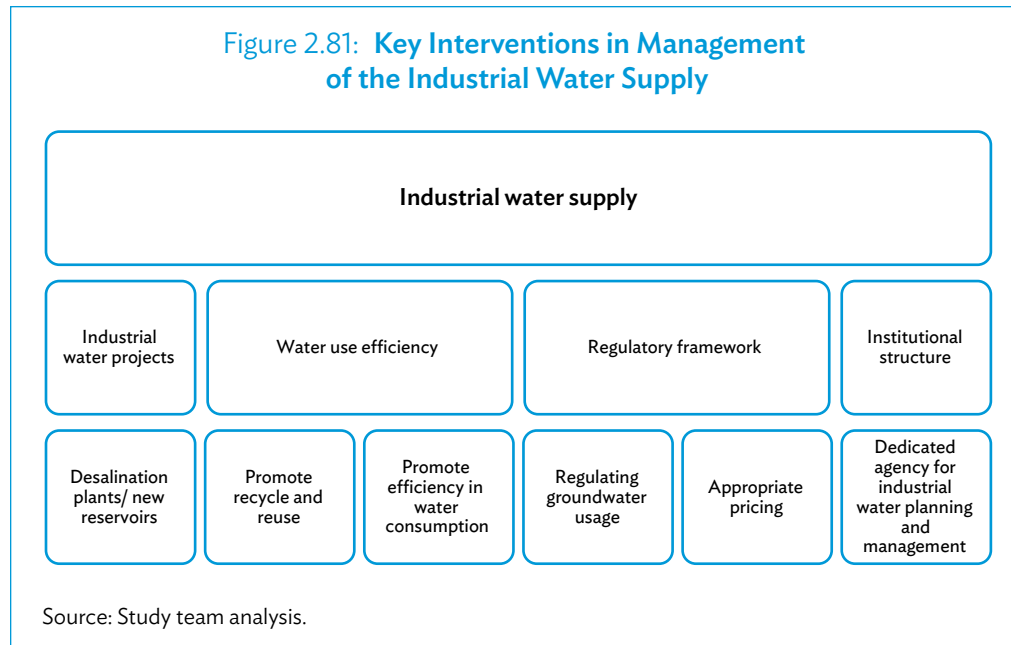 Figure 2.81: Key Interventions in Management
of the Industrial Water Supply
Industrial water supply
Industrial
water projects
Water use efficiency
Regulatory framework
Institutional
structure
Desalination
plants/ new
reservoirs
Promote
recycle and
reuse
Promote
efficiency in
water
consumption
Regulating
groundwater
usage
Appropriate
pricing
Dedicated
agency for
industrial
water planning
and
management
Source: Study team analysis.